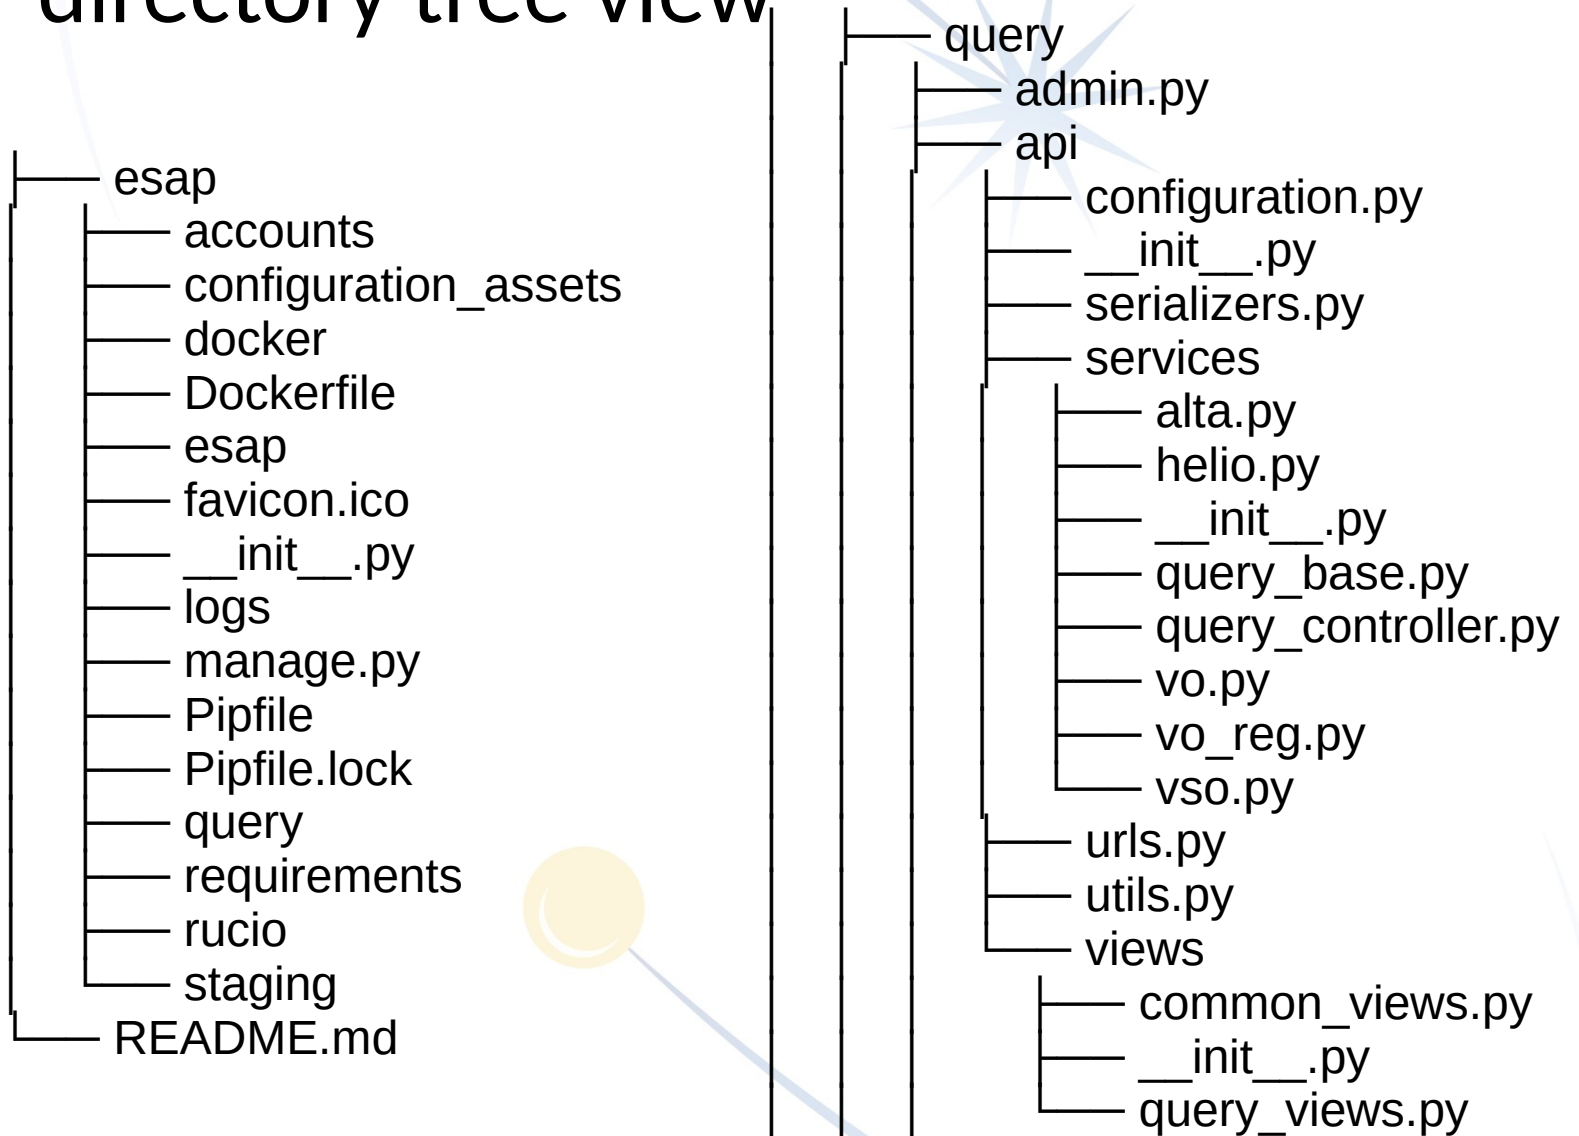 directory tree view
esap
accounts
configuration_assets
docker
Dockerfile
esap
favicon.ico
__init__.py
logs
manage.py
Pipfile
Pipfile.lock
query
requirements
rucio
staging
README.md
query
admin.py
api
configuration.py
__init__.py
serializers.py
services
alta.py
helio.py
__init__.py
query_base.py
query_controller.py
vo.py
vo_reg.py
vso.py
urls.py
utils.py
views
common_views.py
__init__.py
query_views.py